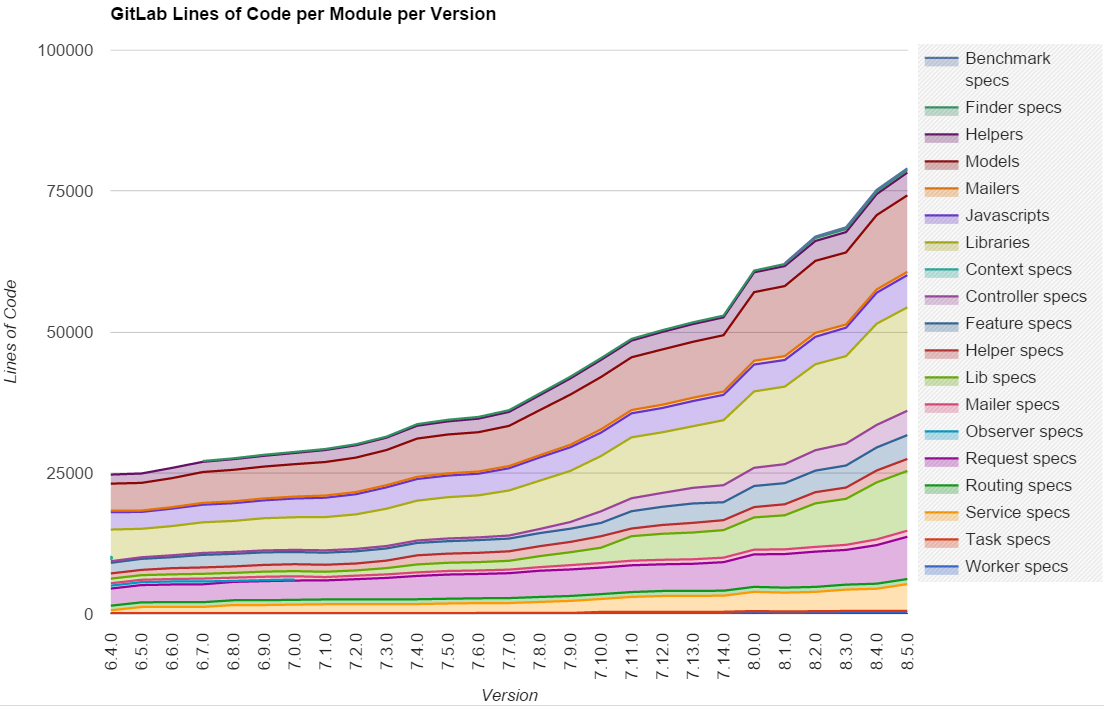 GitLab Lines of Code per Module per Version
100000
75000
50000
25000
0
Lines of Code
6.4.0
6.5.0
6.6.0
6.7.0
6.8.0
6.9.0
7.0.0
7.1.0
7.2.0
7.3.0
7.4.0
7.5.0
7.6.0
7.7.0
7.8.0
7.9.0
7.10.0
7.11.0
7.12.0
7.13.0
7.14.0
8.0.0
8.1.0
8.2.0
8.3.0
8.4.0
8.5.0
Version
Benchmark
specs
Finder specs
Helpers
Models
Mailers
Javascripts
Libraries
Context specs
Controller specs
Feature specs
Helper specs
Lib specs
Mailer specs
Observer specs
Request specs
Routing specs
Service specs
Task specs
Worker specs